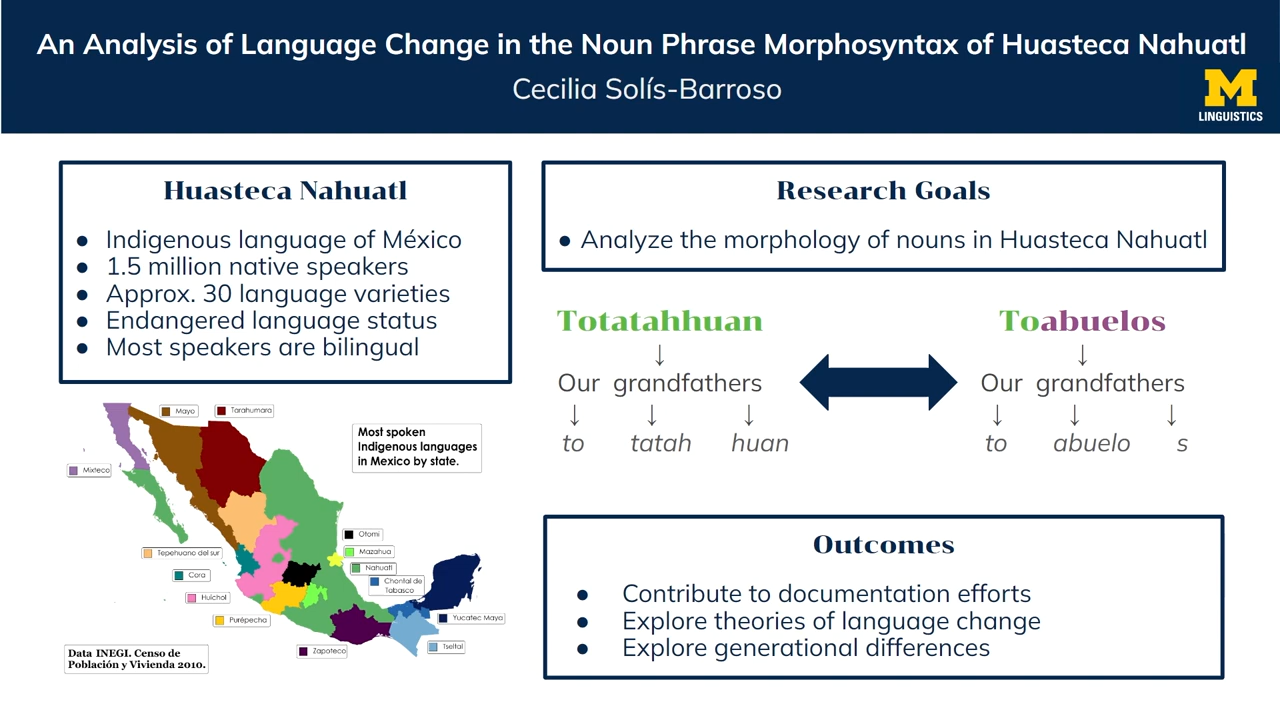 An Analysis of Language Change in the Noun Phrase Morphosyntax of Huasteca Nahuatl
Cecilia Solís-Barroso
M
LINGUISTICS
Huasteca Nahuatl
● Indigenous language of México
● 1.5 million native speakers
● Approx. 30 language varieties
● Endangered language status
● Most speakers are bilingual
Mayo
Tarahumara
Most spoken
Indigenous languages
in Mexico by state.
Mixteco
Otomí
Mazahua
Tepehuano del sur
Nahuatl
Cora
Chontal de
Tabasco
Huichol
Purépecha
Yucatec Maya
Zapoteco
Tseltal
Data INEGI. Censo de
Población y Vivienda 2010.
Research Goals
● Analyze the morphology of nouns in Huasteca Nahuatl
Totatahhuan
↓
Our grandfathers
↓ ↓ ↓
to tatah huan
Toabuelos
↓
Our grandfathers
↓ ↓ ↓
to abuelo s
Outcomes
● Contribute to documentation efforts
● Explore theories of language change
● Explore generational differences